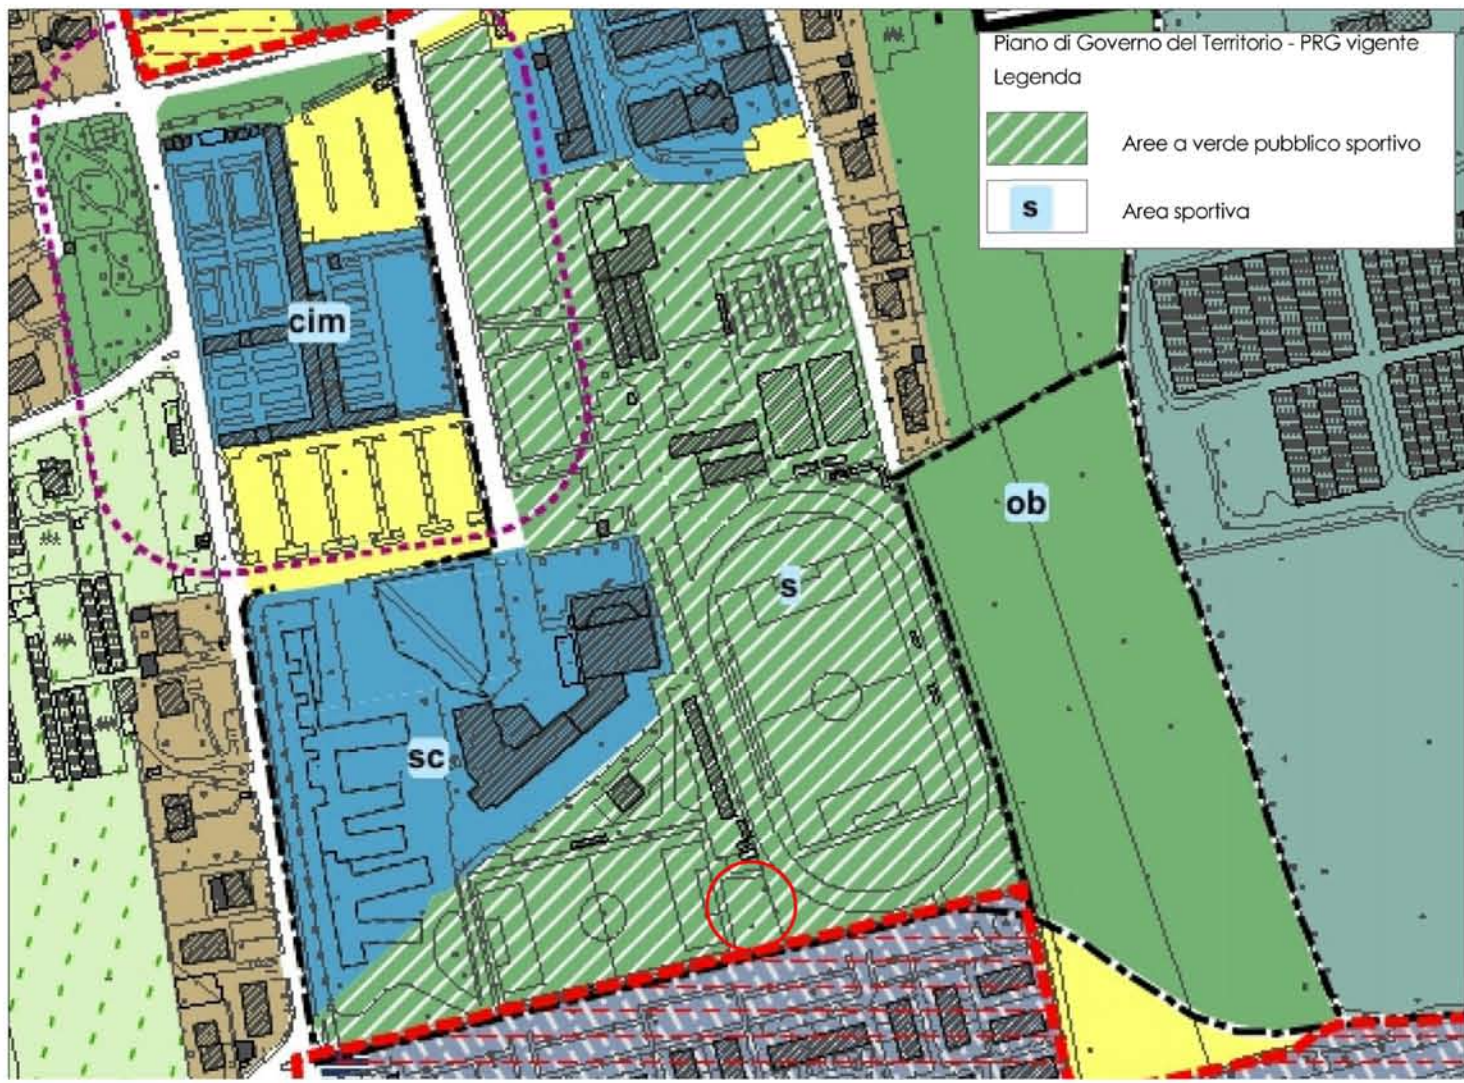 Piano di Governo del Territorio - PRG vigente
Legenda
Aree a verde pubblico sportivo
s
Area sportiva
cim
ob
s
sc